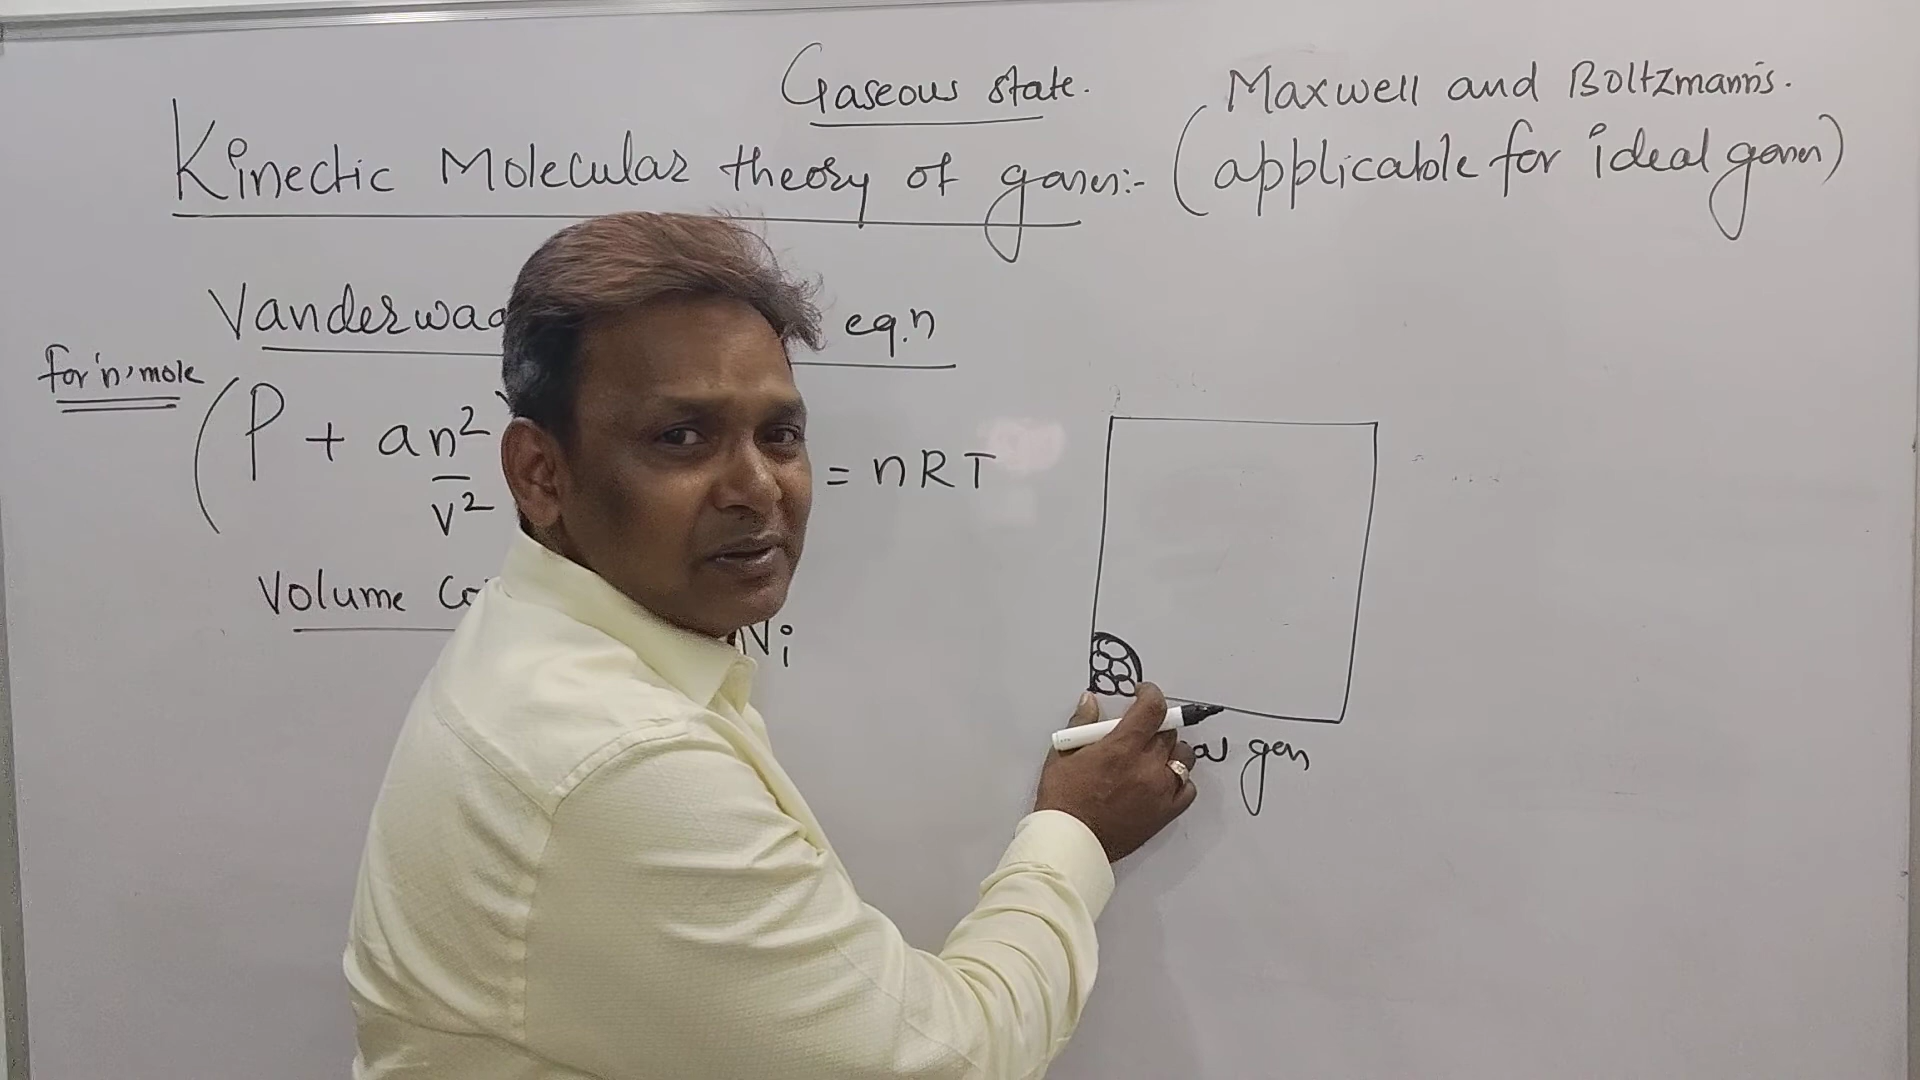 Gaseous state.
Maxwell and Boltzmann's.
Kinectic Molecular theory of gases:- (applicable for ideal gases)
Vanderwaa eq.n
for 'n' mole
(P + an²/v² = nRT
Volume Co
Vi
al gas